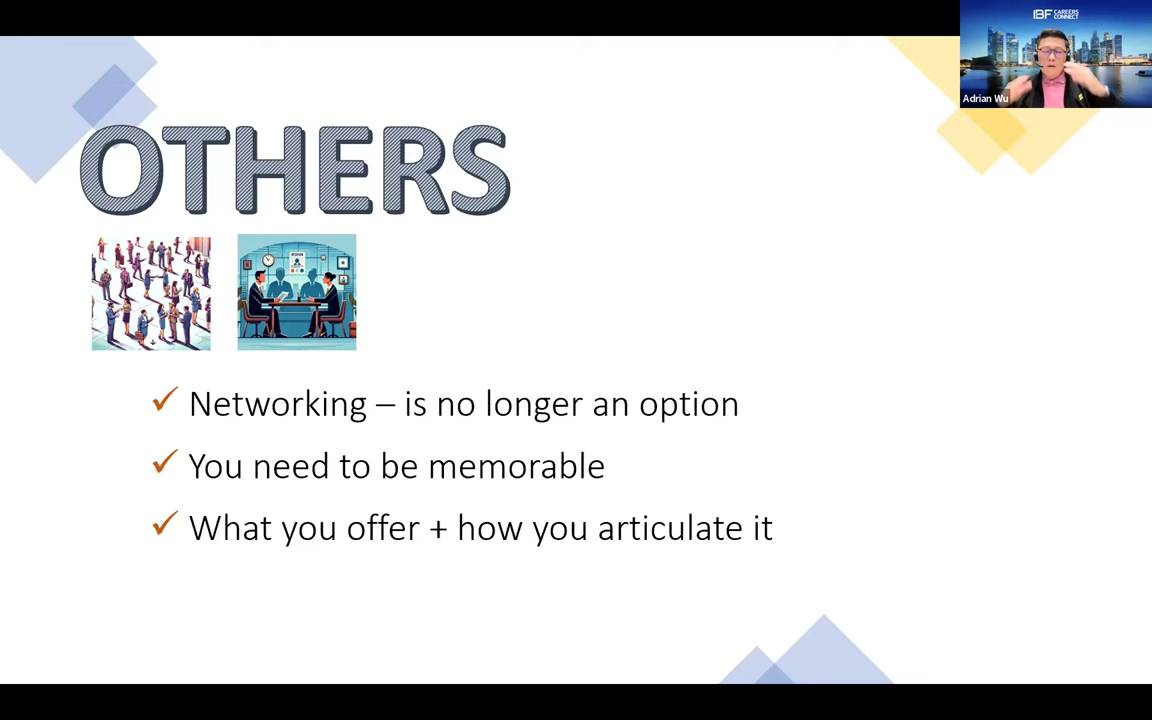 IBF CAREERS
CONNECT
Adrian Wu
OTHERS
✓ Networking – is no longer an option
✓ You need to be memorable
✓ What you offer + how you articulate it